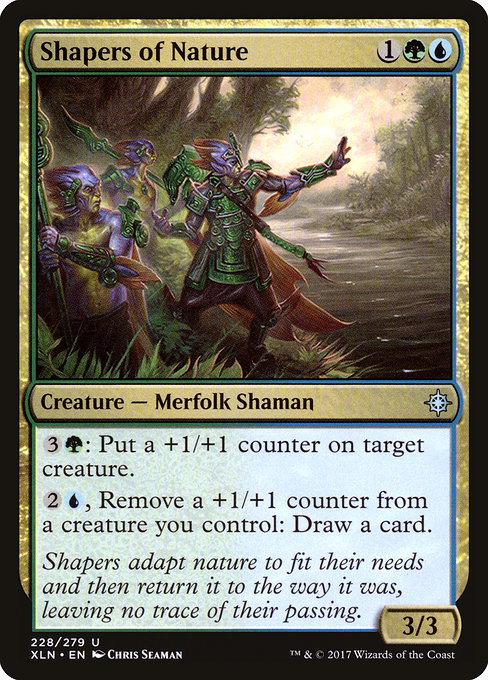 Shapers of Nature 1
Creature — Merfolk Shaman
3: Put a +1/+1 counter on target
creature.
2, Remove a +1/+1 counter from
a creature you control: Draw a card.
Shapers adapt nature to fit their needs
and then return it to the way it was,
leaving no trace of their passing.
3/3
228/279 U
XLN • EN Chris Seaman ™ & © 2017 Wizards of the Coast